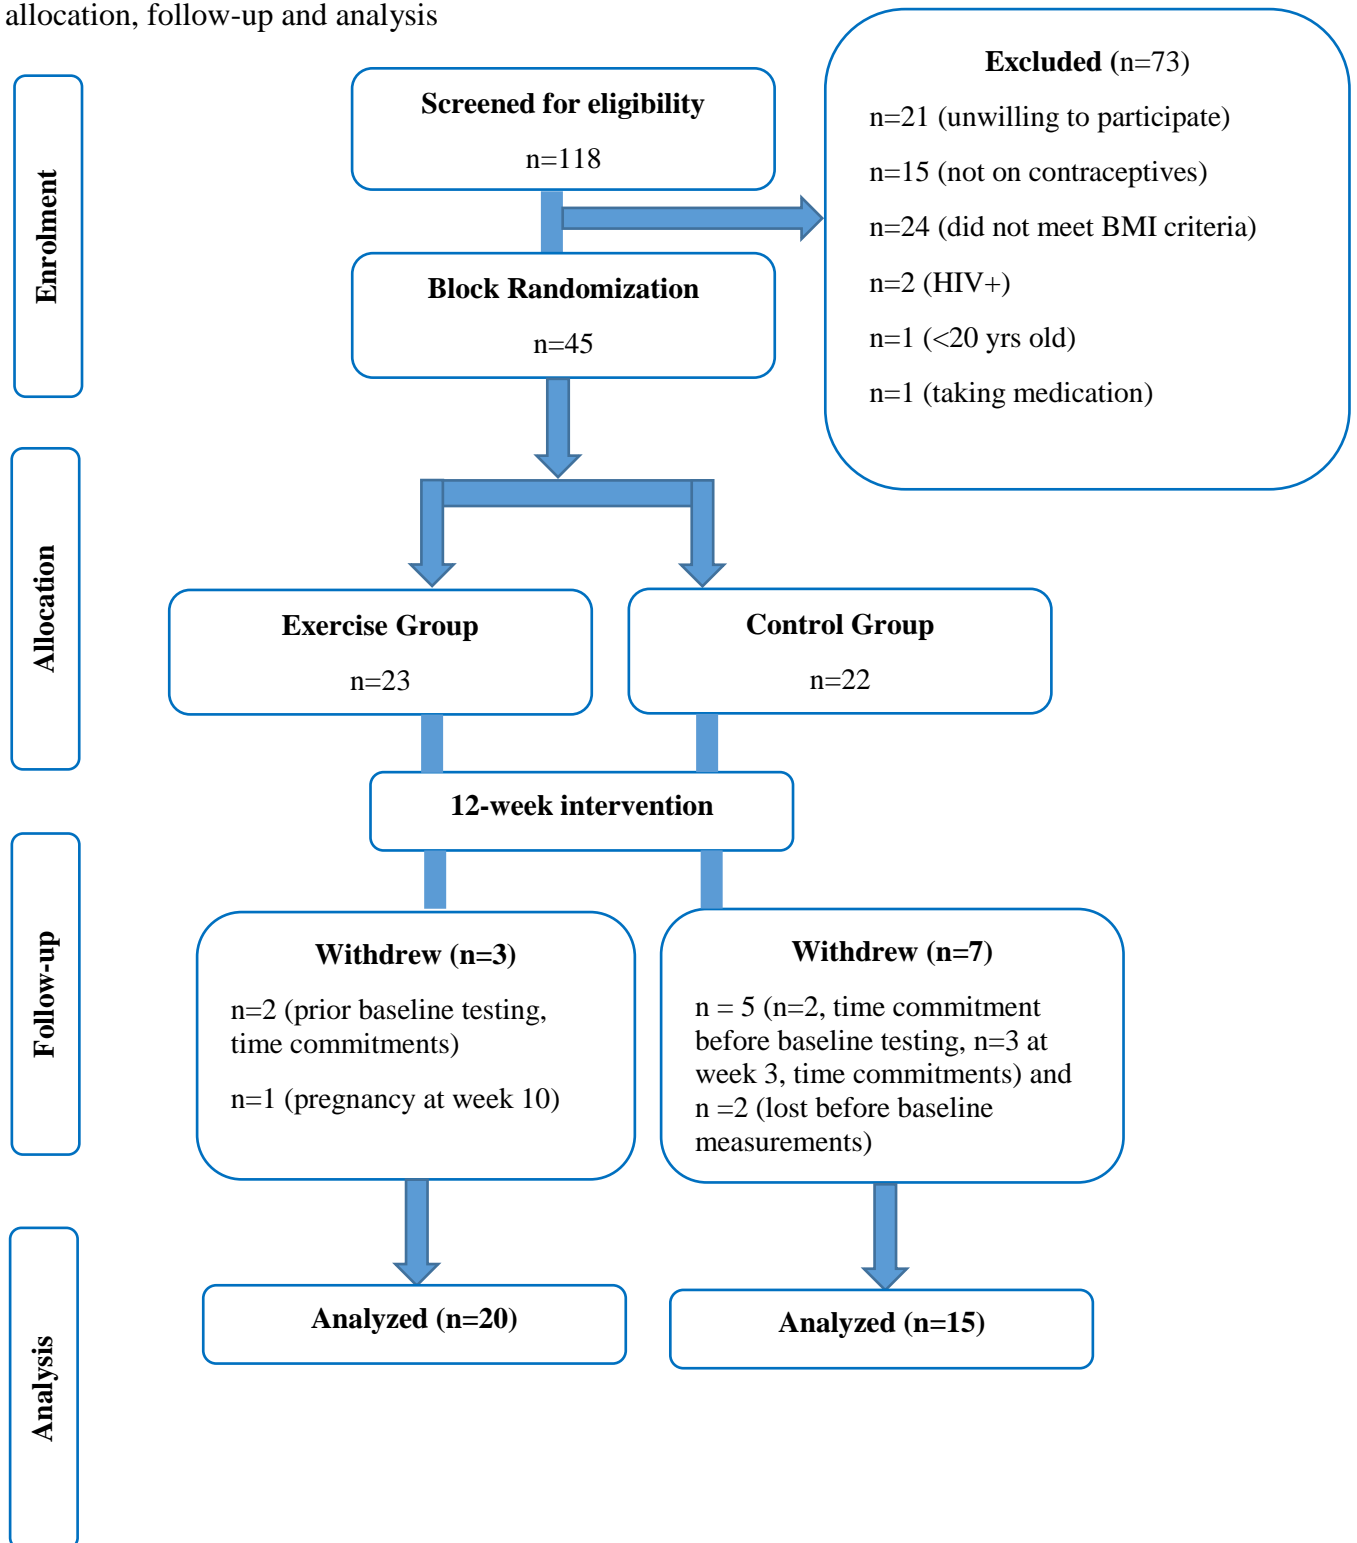 allocation, follow-up and analysis
Enrolment
Screened for eligibility
n=118
Excluded (n=73)
n=21 (unwilling to participate)
n=15 (not on contraceptives)
n=24 (did not meet BMI criteria)
n=2 (HIV+)
n=1 (<20 yrs old)
n=1 (taking medication)
Block Randomization
n=45
Allocation
Exercise Group
n=23
Control Group
n=22
12-week intervention
Follow-up
Withdrew (n=3)
n=2 (prior baseline testing,
time commitments)
n=1 (pregnancy at week 10)
Withdrew (n=7)
n = 5 (n=2, time commitment
before baseline testing, n=3 at
week 3, time commitments) and
n =2 (lost before baseline
measurements)
Analysis
Analyzed (n=20)
Analyzed (n=15)